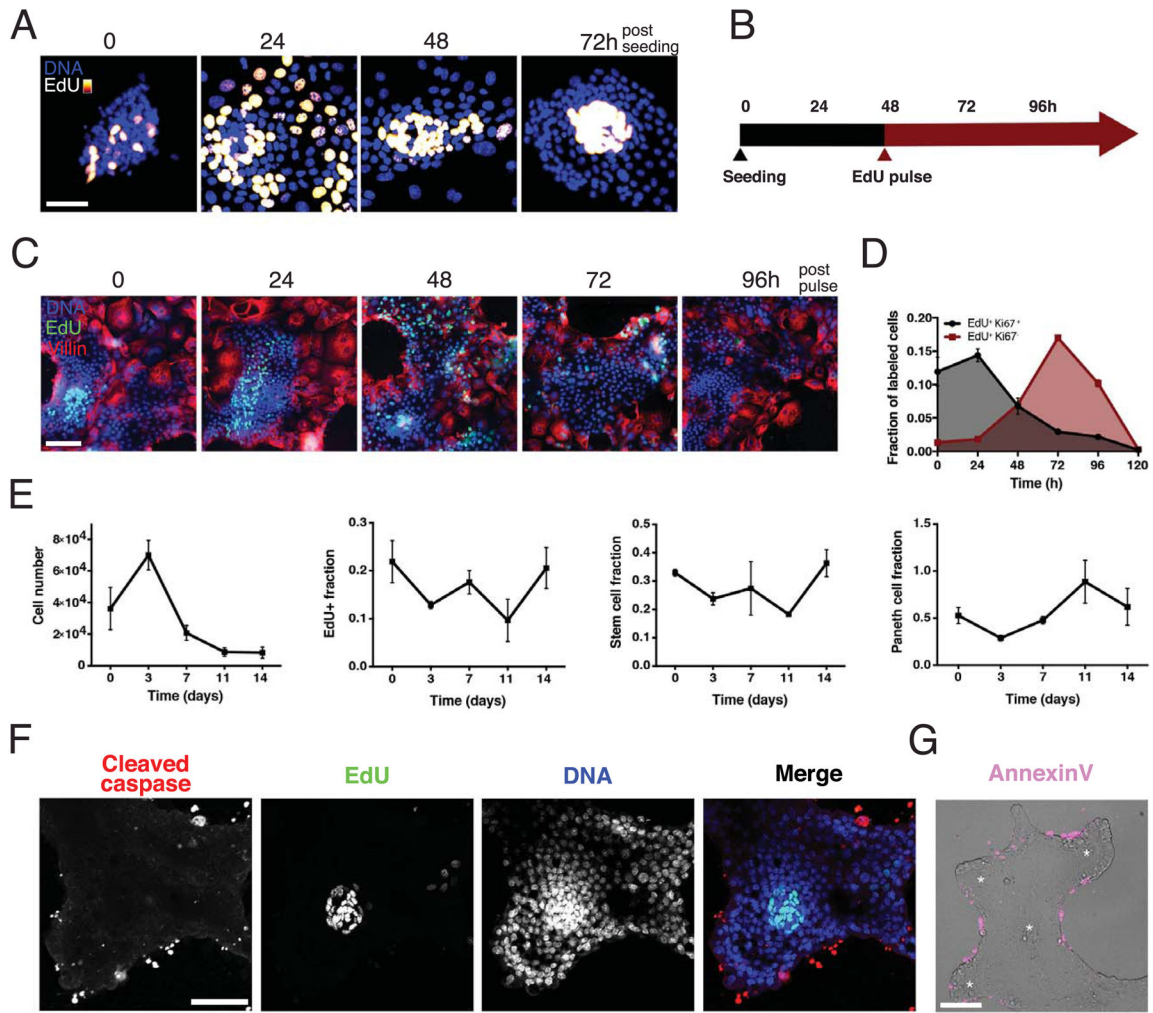 A
0 24 48 72h post seeding
DNA
EdU
B
0 24 48 72 96h
Seeding EdU pulse
C
0 24 48 72 96h post pulse
DNA
EdU
Villin
D
Fraction of labeled cells
0.20
0.15
0.10
0.05
0.00
EdU+ Ki67+
EdU+ Ki67-
0 24 48 72 96 120
Time (h)
E
Cell number
8×10⁴
6×10⁴
4×10⁴
2×10⁴
0
0 3 7 11 14
Time (days)
EdU+ fraction
0.3
0.2
0.1
0.0
0 3 7 11 14
Time (days)
Stem cell fraction
0.5
0.4
0.3
0.2
0.1
0.0
0 3 7 11 14
Time (days)
Paneth cell fraction
1.5
1.0
0.5
0.0
0 3 7 11 14
Time (days)
F
Cleaved
caspase
EdU
DNA
Merge
G
AnnexinV
*
*
*
*